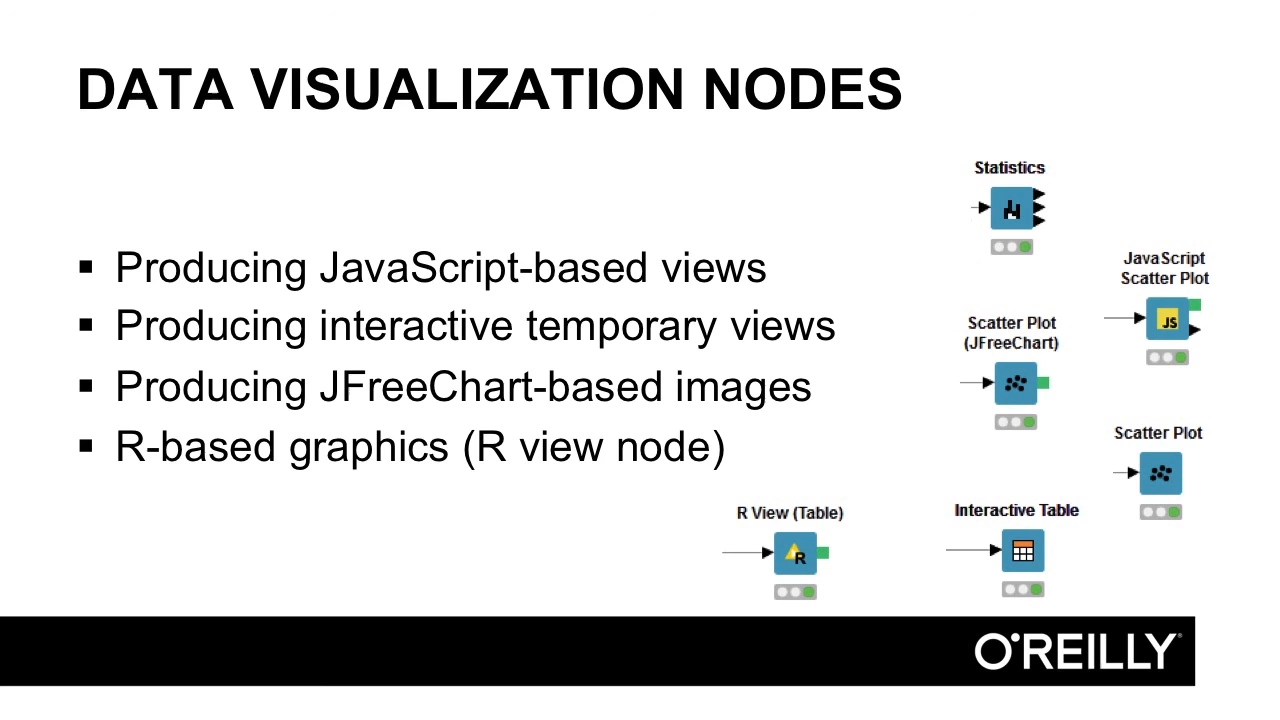 DATA VISUALIZATION NODES
Statistics
▪ Producing JavaScript-based views
▪ Producing interactive temporary views
▪ Producing JFreeChart-based images
▪ R-based graphics (R view node)
JavaScript
Scatter Plot
JS
Scatter Plot
(JFreeChart)
Scatter Plot
R View (Table)
R
Interactive Table
O'REILLY®